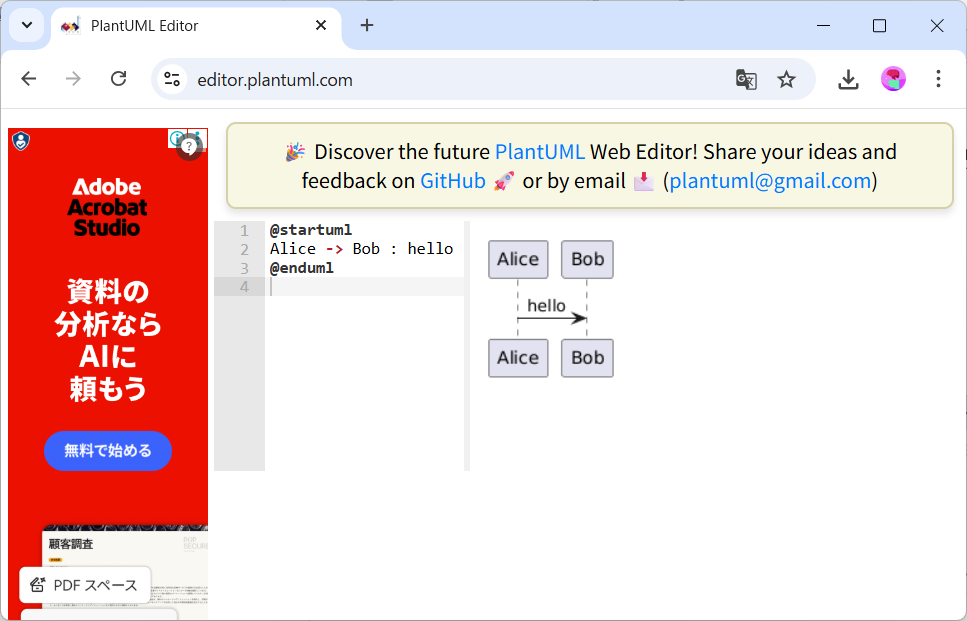 PlantUML Editor
editor.plantuml.com
Adobe
Acrobat
Studio
資料の
分析なら
AIに
頼もう
無料で始める
顧客調査
PDF スペース
🎉 Discover the future PlantUML Web Editor! Share your ideas and
feedback on GitHub 🚀 or by email 📩 (plantuml@gmail.com)
1 @startuml
2 Alice -> Bob : hello
3 @enduml
4
Alice Bob
hello
Alice Bob